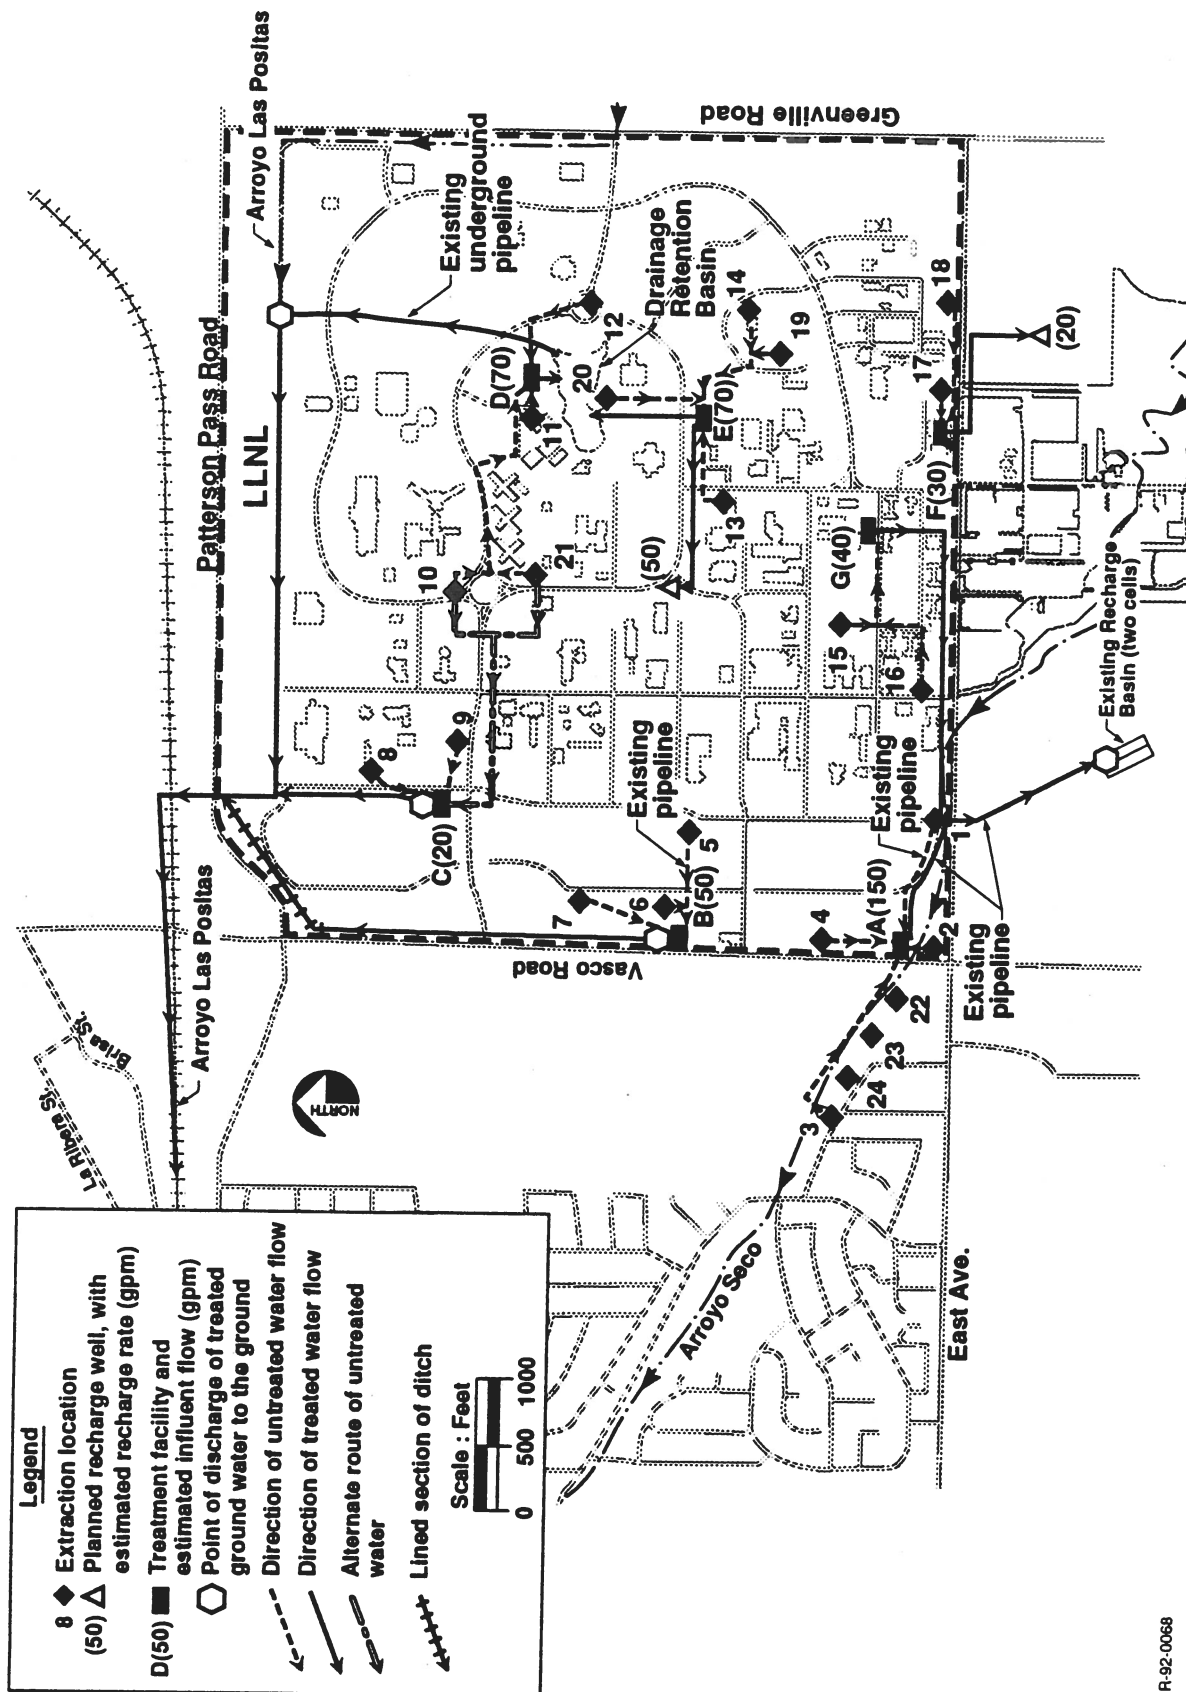 Legend
8 Extraction location
(50) Planned recharge well, with
estimated recharge rate (gpm)
D(50) Treatment facility and
estimated influent flow (gpm)
Point of discharge of treated
ground water to the ground
Direction of untreated water flow
Direction of treated water flow
Alternate route of untreated
water
Lined section of ditch
Scale : Feet
0 500 1000
La Ribera St.
Brisa St.
Arroyo Las Positas
NORTH
Patterson Pass Road
LLNL
Arroyo Las Positas
Existing
underground
pipeline
Greenville Road
Vasco Road
C(20)
8
9
10
21
D(70)
11
12
20
Drainage
Retention
Basin
7
6
B(50)
5
Existing
pipeline
(50)
13
E(70)
14
19
4
A(150)
Existing
pipeline
15
16
G(40)
F(30)
17
18
(20)
3
24
23
22
2
1
Existing
pipeline
Existing Recharge
Basin (two cells)
Arroyo Seco
East Ave.
R-92-0068